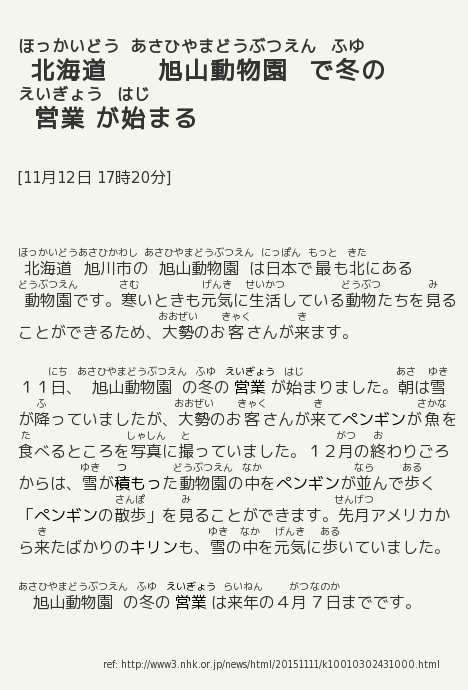 ほっかいどう あさひやまどうぶつえん ふゆ
北海道 旭山動物園 で冬の
えいぎょう はじ
営業 が始まる
[11月12日 17時20分]
ほっかいどうあさひかわし あさひやまどうぶつえん にっぽん もっと きた
北海道 旭川市の 旭山動物園 は日本で最も北にある
どうぶつえん さむ げんき せいかつ どうぶつ み
動物園です。寒いときも元気に生活している動物たちを見る
おおぜい きゃく き
ことができるため、大勢のお客さんが来ます。
にち あさひやまどうぶつえん ふゆ えいぎょう はじ あさ ゆき
１１日、 旭山動物園 の冬の 営業 が始まりました。朝は雪
ふ おおぜい きゃく き さかな
が降っていましたが、大勢のお客さんが来てペンギンが魚を
た しゃしん と がつ お
食べるところを写真に撮っていました。１２月の終わりごろ
ゆき つ どうぶつえん なか なら ある
からは、雪が積もった動物園の中をペンギンが並んで歩く
さんぽ み せんげつ
「ペンギンの散歩」を見ることができます。先月アメリカか
き ゆき なか げんき ある
ら来たばかりのキリンも、雪の中を元気に歩いていました。
あさひやまどうぶつえん ふゆ えいぎょう らいねん がつなのか
旭山動物園 の冬の 営業 は来年の４月７日までです。
ref: http://www3.nhk.or.jp/news/html/20151111/k10010302431000.html